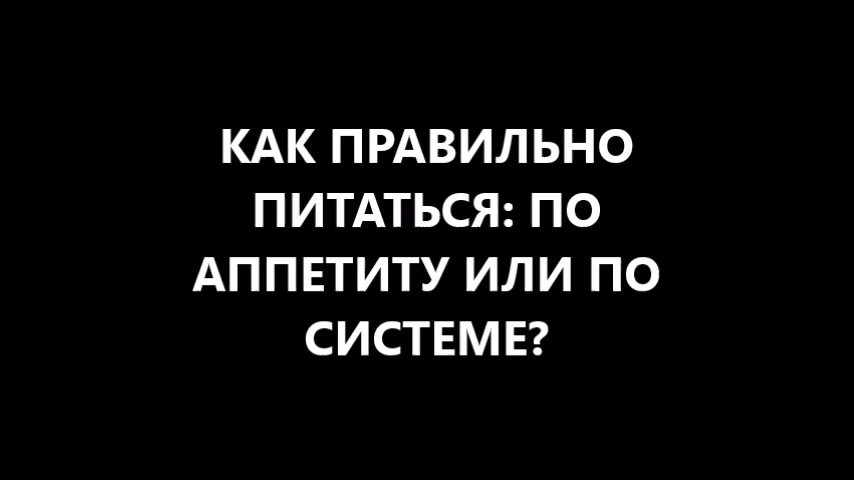 КАК ПРАВИЛЬНО
ПИТАТЬСЯ: ПО
АППЕТИТУ ИЛИ ПО
СИСТЕМЕ?